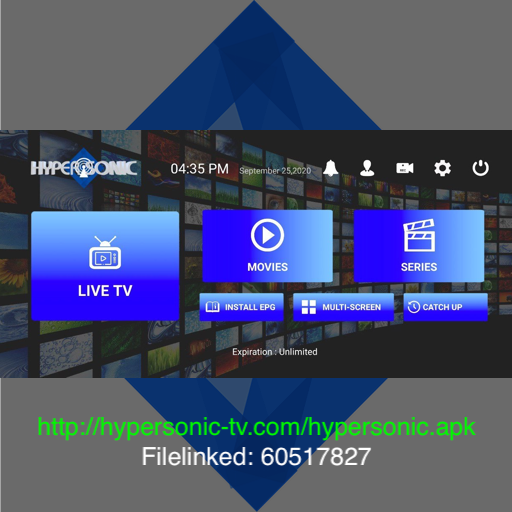 HYPERSONIC
04:35 PM September 25,2020
LIVE TV
MOVIES
SERIES
INSTALL EPG
MULTI-SCREEN
CATCH UP
Expiration : Unlimited
http://hypersonic-tv.com/hypersonic.apk
Filelinked: 60517827